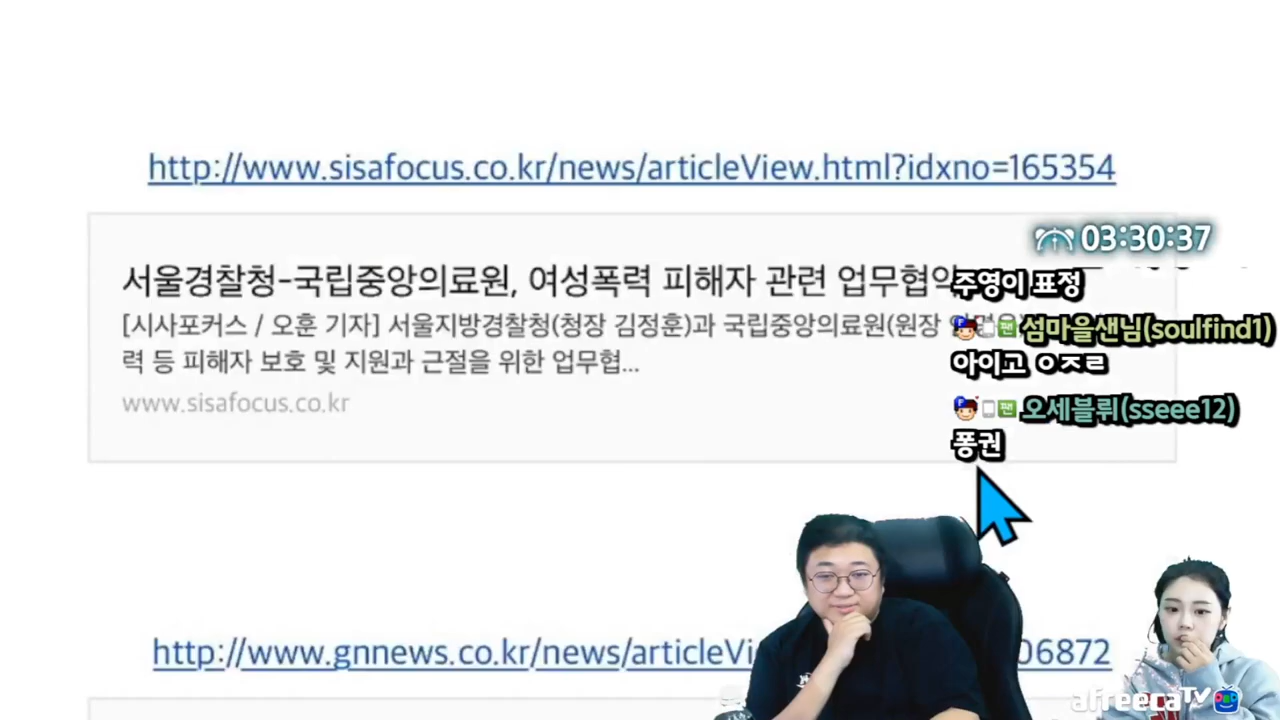 http://www.sisafocus.co.kr/news/articleView.html?idxno=165354
서울경찰청-국립중앙의료원, 여성폭력 피해자 관련 업무협약
[시사포커스 / 오훈 기자] 서울지방경찰청(청장 김정훈)과 국립중앙의료원(원장
력 등 피해자 보호 및 지원과 근절을 위한 업무협...
www.sisafocus.co.kr
03:30:37
주영이 표정
섬마을샌님(soulfind1)
아이고 ㅇㅈㄹ
오세블뤼(sseee12)
퐁권
http://www.gnnews.co.kr/news/articleVi 06872
afreecaTV